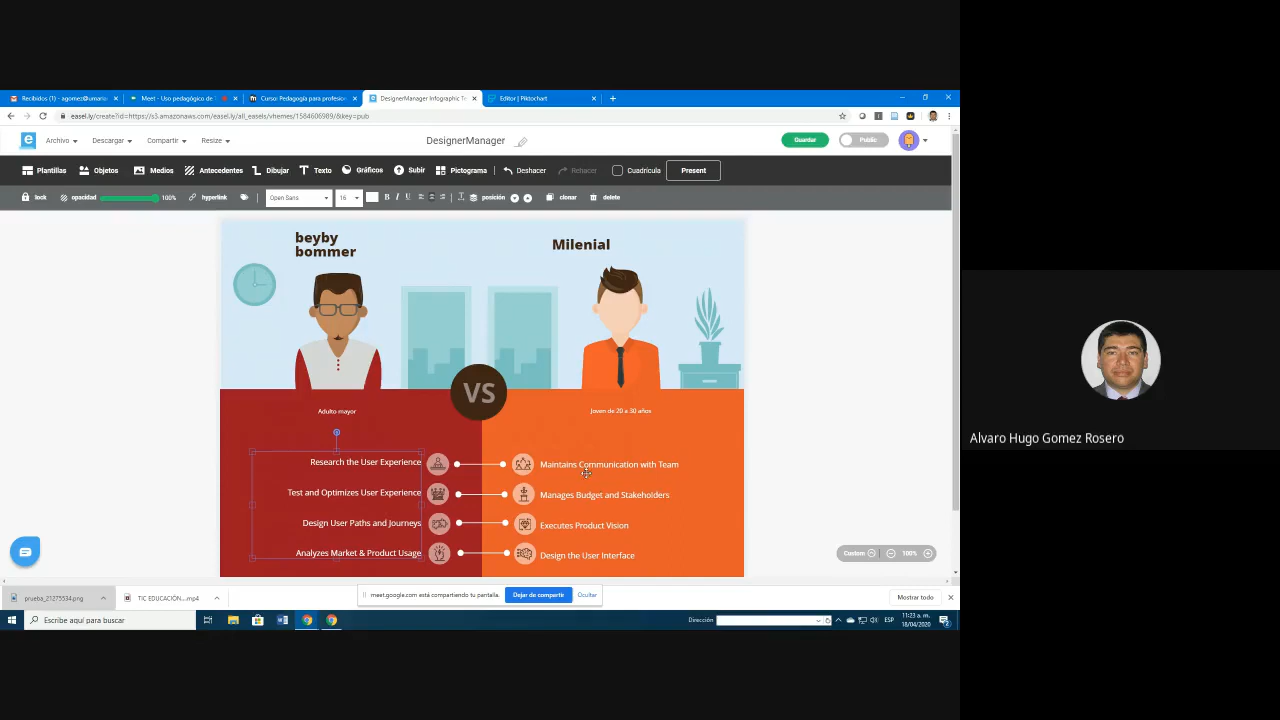 Recibidos (1) - agomez@umario
Meet - Uso pedagógico de T
Curso: Pedagogía para profesion
DesignerManager Infographic Te
Editor | Piktochart
easel.ly/create?id=https://s3.amazonaws.com/easel.ly/all_easels/vhemes/1584606989/&key=pub
Archivo
Descargar
Compartir
Resize
DesignerManager
Guardar
Public
Plantillas
Objetos
Medios
Antecedentes
Dibujar
Texto
Gráficos
Subir
Pictograma
Deshacer
Rehacer
Cuadrícula
Present
lock
opacidad
100%
hyperlink
Open Sans
16
B I U
posición
clonar
delete
beyby
bommer
Milenial
VS
Adulto mayor
Joven de 20 a 30 años
Research the User Experience
Maintains Communication with Team
Test and Optimizes User Experience
Manages Budget and Stakeholders
Design User Paths and Journeys
Executes Product Vision
Analyzes Market & Product Usage
Design the User Interface
Custom
100%
Alvaro Hugo Gomez Rosero
prueba_21275534.png
TIC EDUCACIÓN....mp4
meet.google.com está compartiendo tu pantalla.
Dejar de compartir
Ocultar
Mostrar todo
Escribe aquí para buscar
Dirección
ESP
11:23 a. m.
18/04/2020